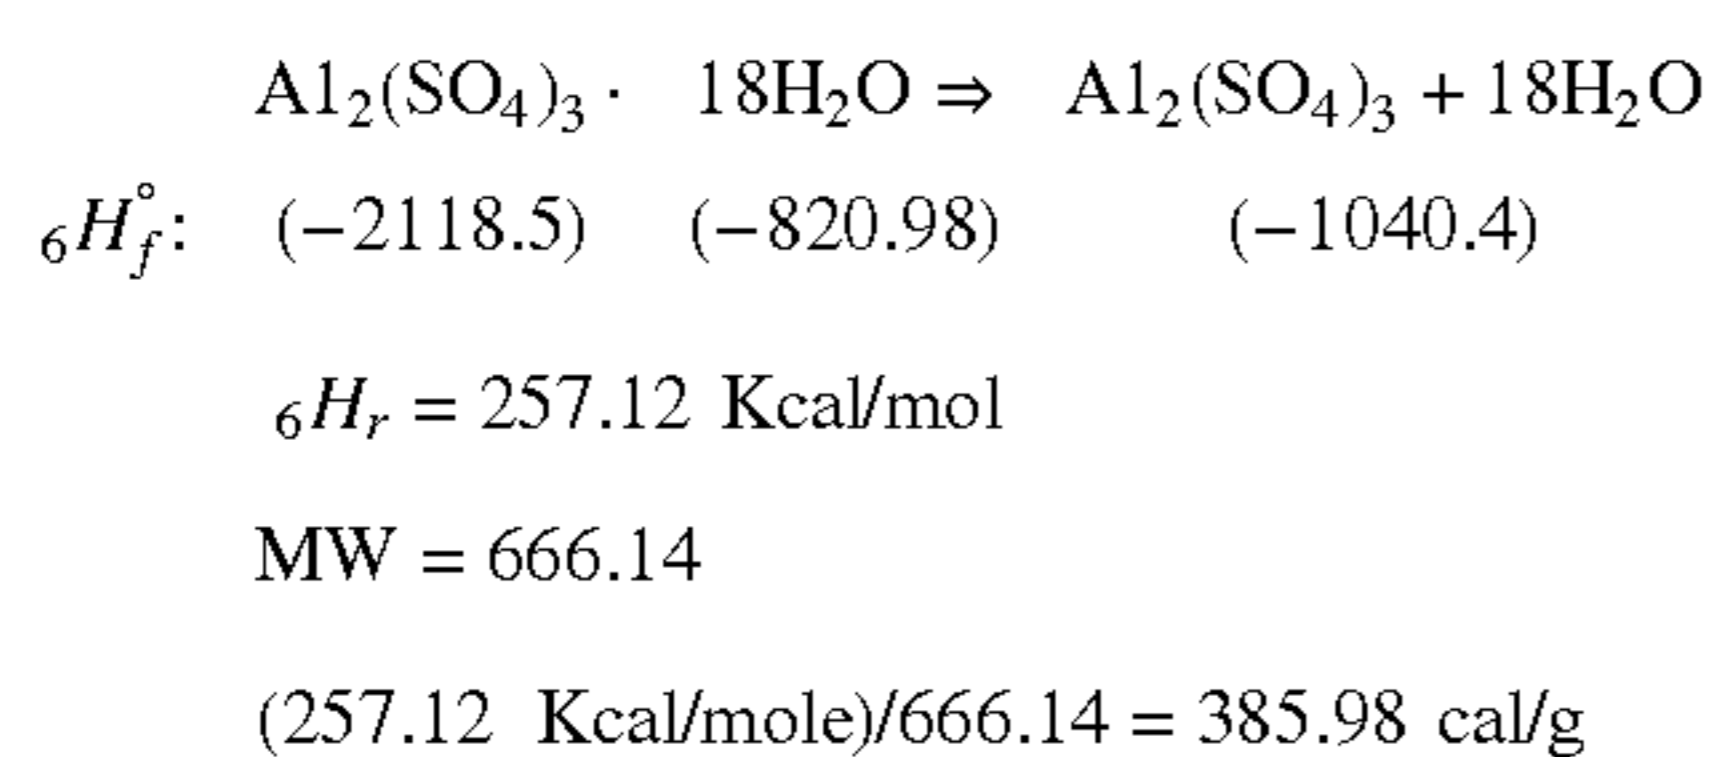 Al₂(SO₄)₃ · 18H₂O ⇒ Al₂(SO₄)₃ + 18H₂O
₆H°f: (−2118.5) (−820.98) (−1040.4)
₆Hᵣ = 257.12 Kcal/mol
MW = 666.14
(257.12 Kcal/mole)/666.14 = 385.98 cal/g